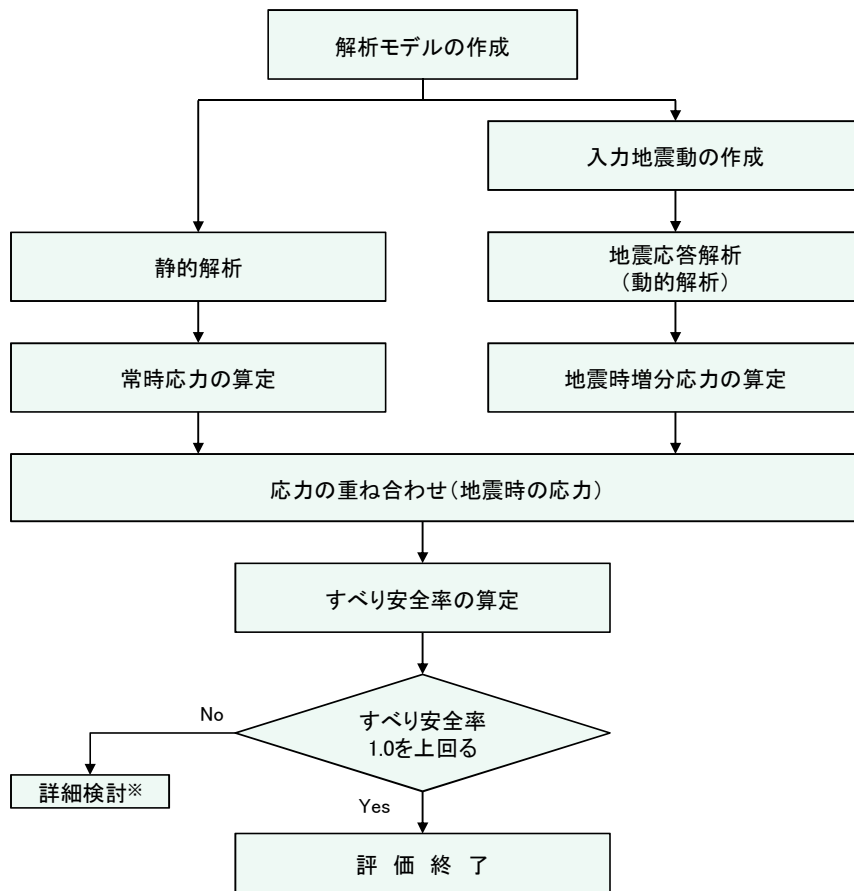 解析モデルの作成
入力地震動の作成
静的解析
地震応答解析
(動的解析)
常時応力の算定
地震時増分応力の算定
応力の重ね合わせ(地震時の応力)
すべり安全率の算定
すべり安全率
1.0を上回る
No
詳細検討※
Yes
評 価 終 了